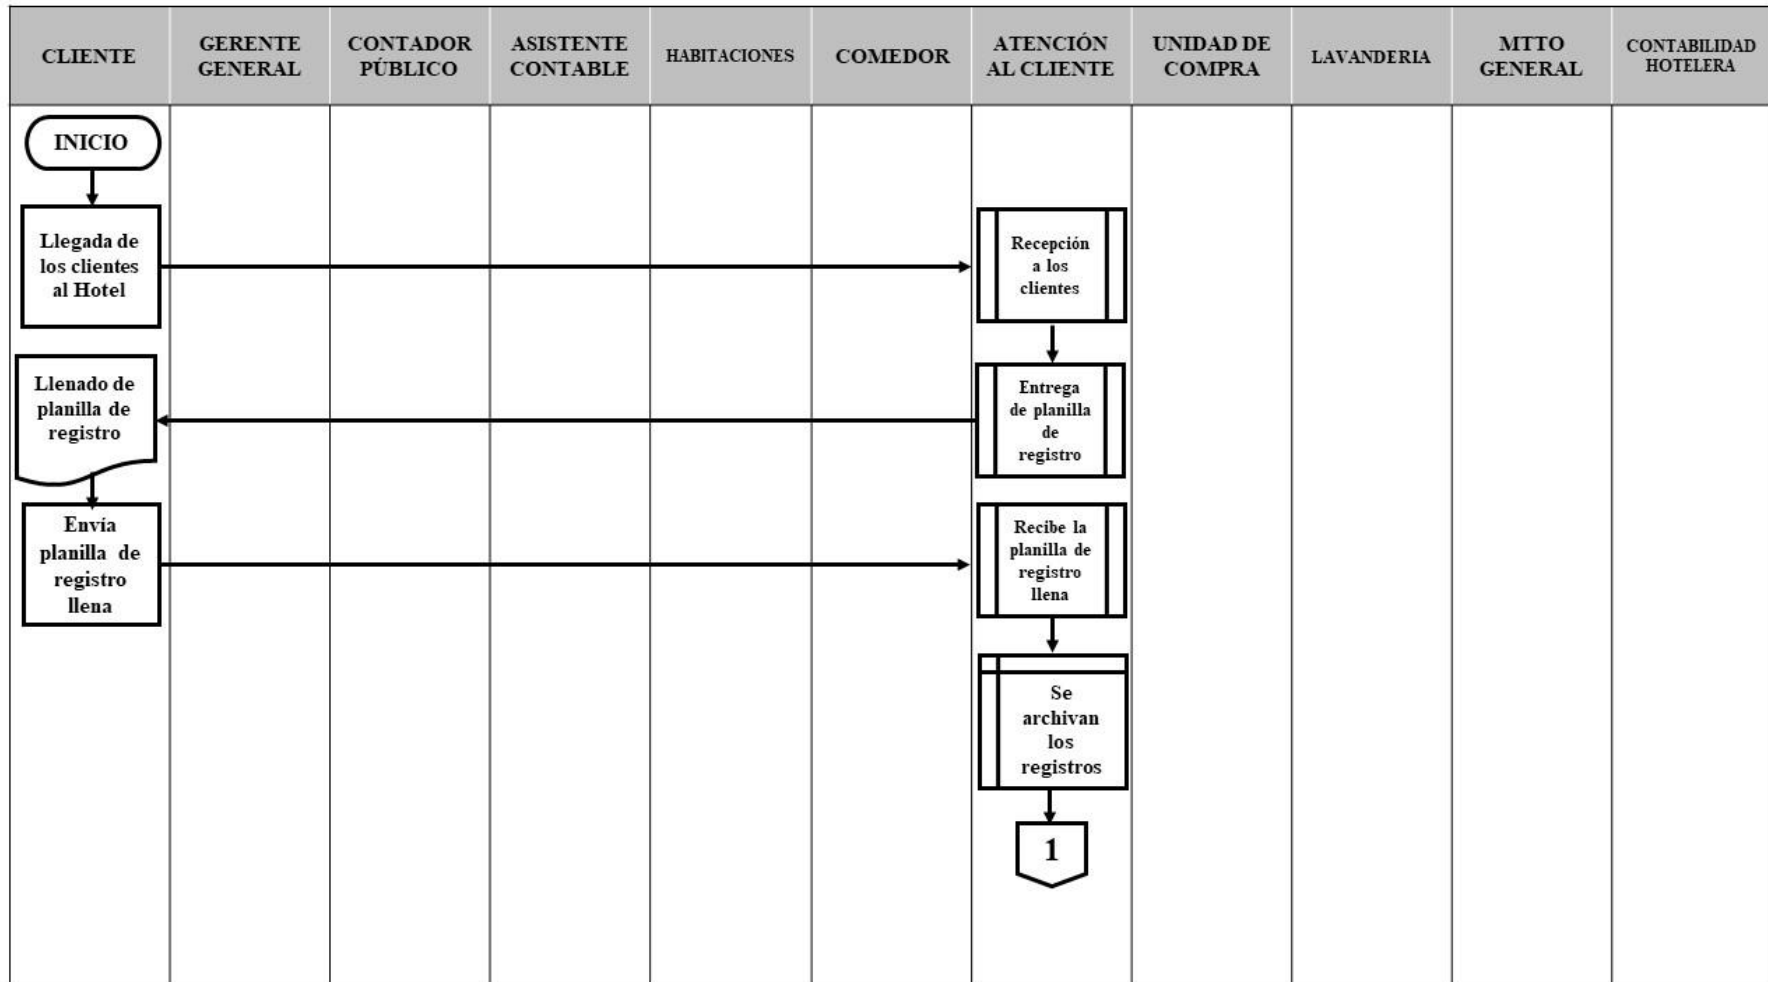 CLIENTE
GERENTE
GENERAL
CONTADOR
PÚBLICO
ASISTENTE
CONTABLE
HABITACIONES
COMEDOR
ATENCIÓN
AL CLIENTE
UNIDAD DE
COMPRA
LAVANDERIA
MTTO
GENERAL
CONTABILIDAD
HOTELERA
INICIO
Llegada de
los clientes
al Hotel
Recepción
a los
clientes
Entrega
de planilla
de
registro
Llenado de
planilla de
registro
Envía
planilla de
registro
llena
Recibe la
planilla de
registro
llena
Se
archivan
los
registros
1